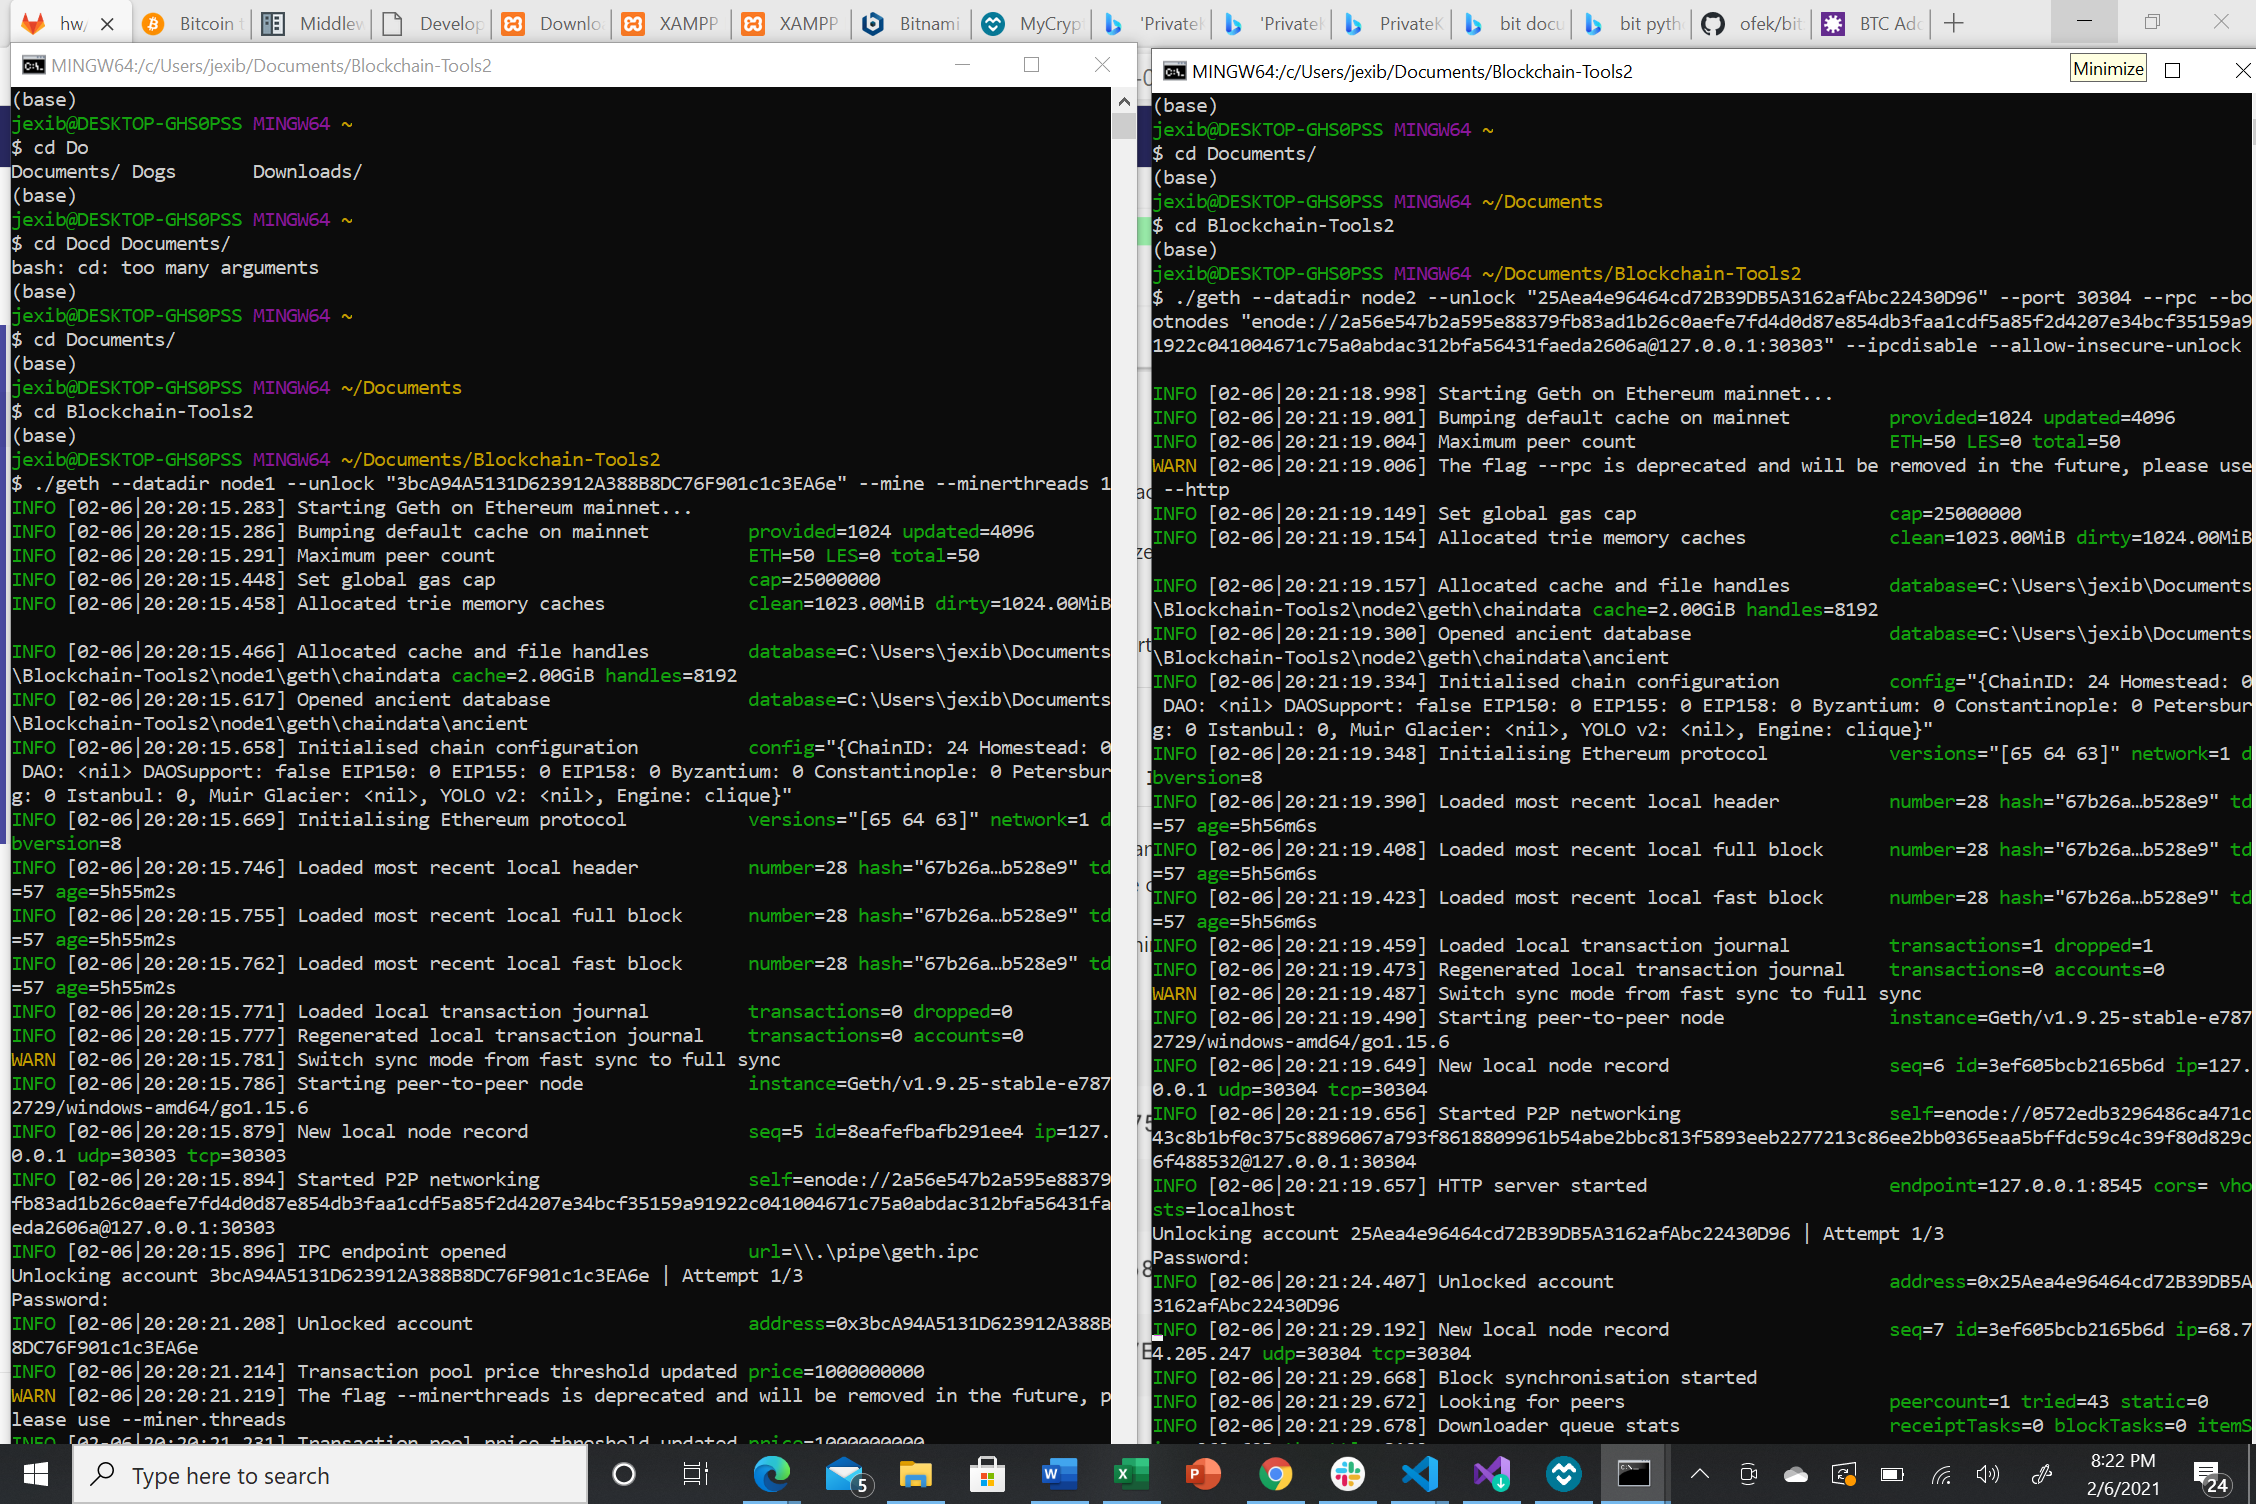 hw/
Bitcoin t
Middlew
Develop
Downlo
XAMPP
XAMPP
Bitnami
MyCryp
'Private
'Private
PrivateK
bit docu
bit pyth
ofek/bit
BTC Add
MINGW64:/c/Users/jexib/Documents/Blockchain-Tools2
(base)
jexib@DESKTOP-GHS0PSS MINGW64 ~
$ cd Do
Documents/ Dogs       Downloads/
(base)
jexib@DESKTOP-GHS0PSS MINGW64 ~
$ cd Docd Documents/
bash: cd: too many arguments
(base)
jexib@DESKTOP-GHS0PSS MINGW64 ~
$ cd Documents/
(base)
jexib@DESKTOP-GHS0PSS MINGW64 ~/Documents
$ cd Blockchain-Tools2
(base)
jexib@DESKTOP-GHS0PSS MINGW64 ~/Documents/Blockchain-Tools2
$ ./geth --datadir node1 --unlock "3bcA94A5131D623912A388B8DC76F901c1c3EA6e" --mine --minerthreads 1
INFO [02-06|20:20:15.283] Starting Geth on Ethereum mainnet...
INFO [02-06|20:20:15.286] Bumping default cache on mainnet         provided=1024 updated=4096
INFO [02-06|20:20:15.291] Maximum peer count                       ETH=50 LES=0 total=50
INFO [02-06|20:20:15.448] Set global gas cap                       cap=25000000
INFO [02-06|20:20:15.458] Allocated trie memory caches             clean=1023.00MiB dirty=1024.00MiB
INFO [02-06|20:20:15.466] Allocated cache and file handles         database=C:\Users\jexib\Documents
\Blockchain-Tools2\node1\geth\chaindata cache=2.00GiB handles=8192
INFO [02-06|20:20:15.617] Opened ancient database                  database=C:\Users\jexib\Documents
\Blockchain-Tools2\node1\geth\chaindata\ancient
INFO [02-06|20:20:15.658] Initialised chain configuration          config="{ChainID: 24 Homestead: 0
 DAO: <nil> DAOSupport: false EIP150: 0 EIP155: 0 EIP158: 0 Byzantium: 0 Constantinople: 0 Petersbur
g: 0 Istanbul: 0, Muir Glacier: <nil>, YOLO v2: <nil>, Engine: clique}"
INFO [02-06|20:20:15.669] Initialising Ethereum protocol           versions="[65 64 63]" network=1 d
bversion=8
INFO [02-06|20:20:15.746] Loaded most recent local header          number=28 hash="67b26a…b528e9" td
=57 age=5h55m2s
INFO [02-06|20:20:15.755] Loaded most recent local full block      number=28 hash="67b26a…b528e9" td
=57 age=5h55m2s
INFO [02-06|20:20:15.762] Loaded most recent local fast block      number=28 hash="67b26a…b528e9" td
=57 age=5h55m2s
INFO [02-06|20:20:15.771] Loaded local transaction journal         transactions=0 dropped=0
INFO [02-06|20:20:15.777] Regenerated local transaction journal    transactions=0 accounts=0
WARN [02-06|20:20:15.781] Switch sync mode from fast sync to full sync
INFO [02-06|20:20:15.786] Starting peer-to-peer node               instance=Geth/v1.9.25-stable-e787
2729/windows-amd64/go1.15.6
INFO [02-06|20:20:15.879] New local node record                    seq=5 id=8eafefbafb291ee4 ip=127.
0.0.1 udp=30303 tcp=30303
INFO [02-06|20:20:15.894] Started P2P networking                   self=enode://2a56e547b2a595e88379
fb83ad1b26c0aefe7fd4d0d87e854db3faa1cdf5a85f2d4207e34bcf35159a91922c041004671c75a0abdac312bfa56431fa
eda2606a@127.0.0.1:30303
INFO [02-06|20:20:15.896] IPC endpoint opened                      url=\\.\pipe\geth.ipc
Unlocking account 3bcA94A5131D623912A388B8DC76F901c1c3EA6e | Attempt 1/3
Password:
INFO [02-06|20:20:21.208] Unlocked account                         address=0x3bcA94A5131D623912A388B
8DC76F901c1c3EA6e
INFO [02-06|20:20:21.214] Transaction pool price threshold updated price=1000000000
WARN [02-06|20:20:21.219] The flag --minerthreads is deprecated and will be removed in the future, p
lease use --miner.threads
INFO [02-06|20:20:21.231] Transaction pool price threshold updated price=1000000000
MINGW64:/c/Users/jexib/Documents/Blockchain-Tools2
Minimize
(base)
jexib@DESKTOP-GHS0PSS MINGW64 ~
$ cd Documents/
(base)
jexib@DESKTOP-GHS0PSS MINGW64 ~/Documents
$ cd Blockchain-Tools2
(base)
jexib@DESKTOP-GHS0PSS MINGW64 ~/Documents/Blockchain-Tools2
$ ./geth --datadir node2 --unlock "25Aea4e96464cd72B39DB5A3162afAbc22430D96" --port 30304 --rpc --bo
otnodes "enode://2a56e547b2a595e88379fb83ad1b26c0aefe7fd4d0d87e854db3faa1cdf5a85f2d4207e34bcf35159a9
1922c041004671c75a0abdac312bfa56431faeda2606a@127.0.0.1:30303" --ipcdisable --allow-insecure-unlock
INFO [02-06|20:21:18.998] Starting Geth on Ethereum mainnet...
INFO [02-06|20:21:19.001] Bumping default cache on mainnet         provided=1024 updated=4096
INFO [02-06|20:21:19.004] Maximum peer count                       ETH=50 LES=0 total=50
WARN [02-06|20:21:19.006] The flag --rpc is deprecated and will be removed in the future, please use
 --http
INFO [02-06|20:21:19.149] Set global gas cap                       cap=25000000
INFO [02-06|20:21:19.154] Allocated trie memory caches             clean=1023.00MiB dirty=1024.00MiB
INFO [02-06|20:21:19.157] Allocated cache and file handles         database=C:\Users\jexib\Documents
\Blockchain-Tools2\node2\geth\chaindata cache=2.00GiB handles=8192
INFO [02-06|20:21:19.300] Opened ancient database                  database=C:\Users\jexib\Documents
\Blockchain-Tools2\node2\geth\chaindata\ancient
INFO [02-06|20:21:19.334] Initialised chain configuration          config="{ChainID: 24 Homestead: 0
 DAO: <nil> DAOSupport: false EIP150: 0 EIP155: 0 EIP158: 0 Byzantium: 0 Constantinople: 0 Petersbur
g: 0 Istanbul: 0, Muir Glacier: <nil>, YOLO v2: <nil>, Engine: clique}"
INFO [02-06|20:21:19.348] Initialising Ethereum protocol           versions="[65 64 63]" network=1 d
bversion=8
INFO [02-06|20:21:19.390] Loaded most recent local header          number=28 hash="67b26a…b528e9" td
=57 age=5h56m6s
INFO [02-06|20:21:19.408] Loaded most recent local full block      number=28 hash="67b26a…b528e9" td
=57 age=5h56m6s
INFO [02-06|20:21:19.423] Loaded most recent local fast block      number=28 hash="67b26a…b528e9" td
=57 age=5h56m6s
INFO [02-06|20:21:19.459] Loaded local transaction journal         transactions=1 dropped=1
INFO [02-06|20:21:19.473] Regenerated local transaction journal    transactions=0 accounts=0
WARN [02-06|20:21:19.487] Switch sync mode from fast sync to full sync
INFO [02-06|20:21:19.490] Starting peer-to-peer node               instance=Geth/v1.9.25-stable-e787
2729/windows-amd64/go1.15.6
INFO [02-06|20:21:19.649] New local node record                    seq=6 id=3ef605bcb2165b6d ip=127.
0.0.1 udp=30304 tcp=30304
INFO [02-06|20:21:19.656] Started P2P networking                   self=enode://0572edb3296486ca471c
43c8b1bf0c375c8896067a793f8618809961b54abe2bbc813f5893eeb2277213c86ee2bb0365eaa5bffdc59c4c39f80d829c
6f488532@127.0.0.1:30304
INFO [02-06|20:21:19.657] HTTP server started                      endpoint=127.0.0.1:8545 cors= vho
sts=localhost
Unlocking account 25Aea4e96464cd72B39DB5A3162afAbc22430D96 | Attempt 1/3
Password:
INFO [02-06|20:21:24.407] Unlocked account                         address=0x25Aea4e96464cd72B39DB5A
3162afAbc22430D96
INFO [02-06|20:21:29.192] New local node record                    seq=7 id=3ef605bcb2165b6d ip=68.7
4.205.247 udp=30304 tcp=30304
INFO [02-06|20:21:29.668] Block synchronisation started
INFO [02-06|20:21:29.672] Looking for peers                        peercount=1 tried=43 static=0
INFO [02-06|20:21:29.678] Downloader queue stats                   receiptTasks=0 blockTasks=0 itemS
Type here to search
5
8:22 PM
2/6/2021
24